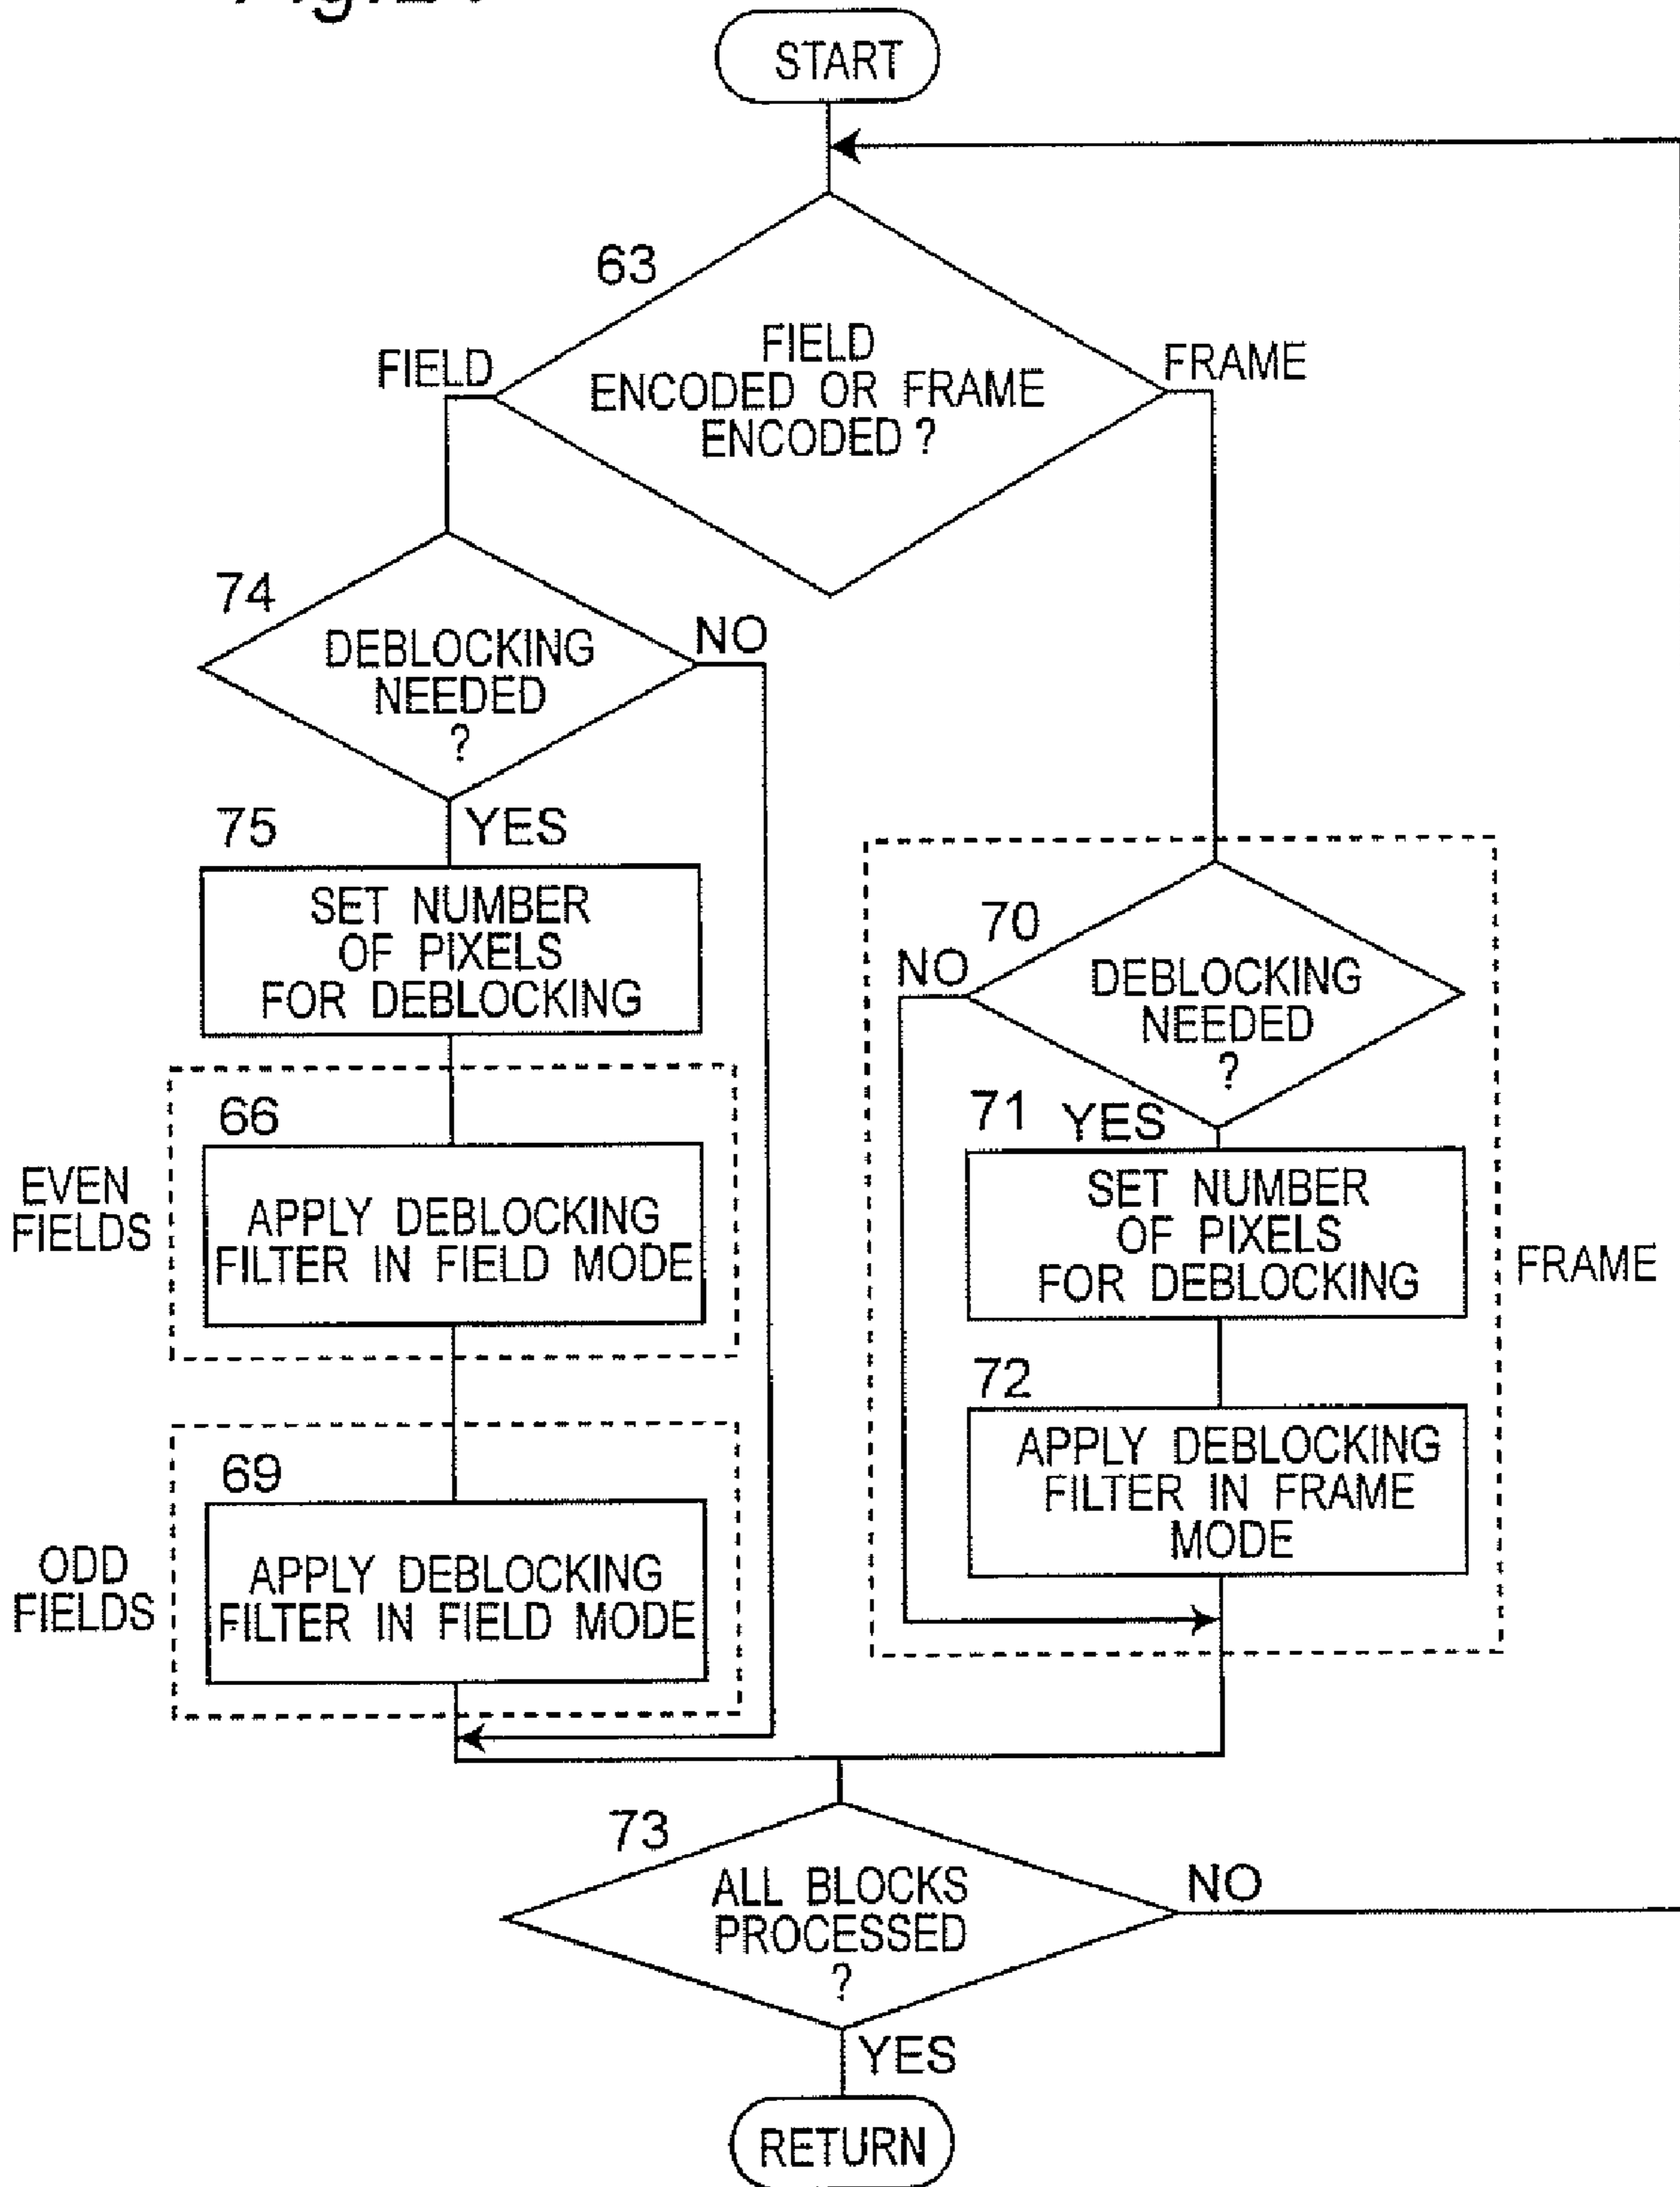 START
63
FIELD
ENCODED OR FRAME
ENCODED ?
FIELD
FRAME
74
DEBLOCKING
NEEDED
?
NO
YES
75
SET NUMBER
OF PIXELS
FOR DEBLOCKING
EVEN
FIELDS
66
APPLY DEBLOCKING
FILTER IN FIELD MODE
ODD
FIELDS
69
APPLY DEBLOCKING
FILTER IN FIELD MODE
70
NO
DEBLOCKING
NEEDED
?
71
YES
SET NUMBER
OF PIXELS
FOR DEBLOCKING
FRAME
72
APPLY DEBLOCKING
FILTER IN FRAME
MODE
73
ALL BLOCKS
PROCESSED
?
NO
YES
RETURN